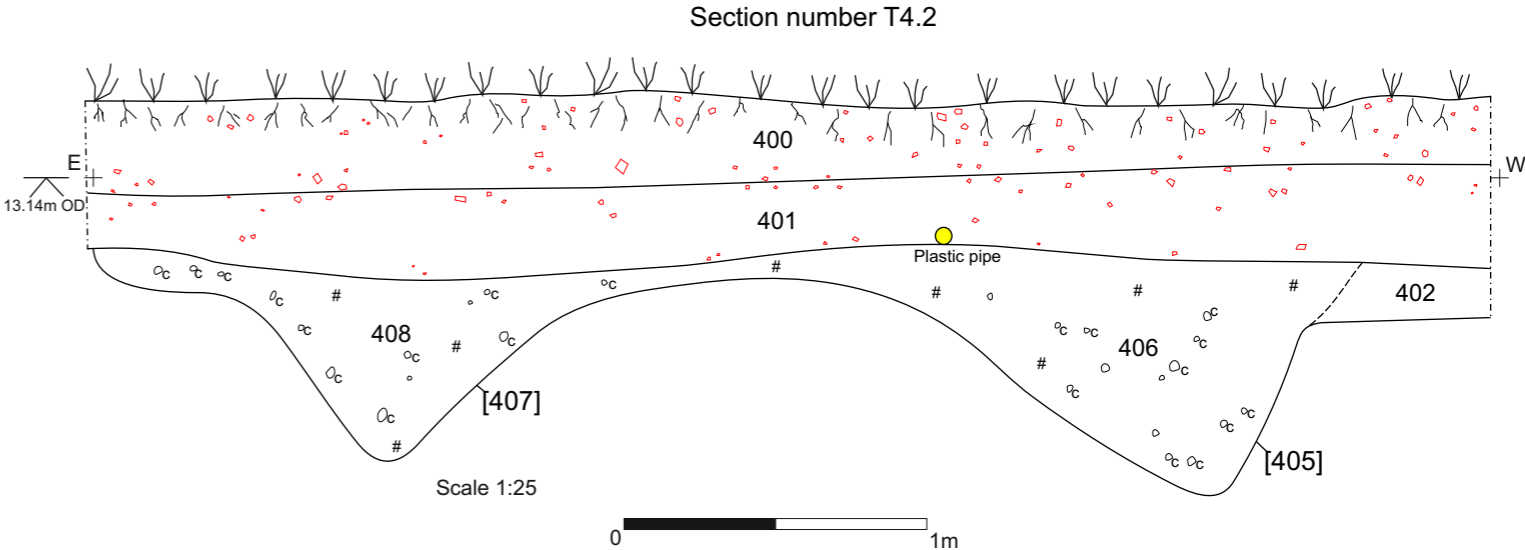 Section number T4.2
400
E
W
13.14m OD
401
Plastic pipe
#
c c c
402
# # #
c c c
#
c
408
406
c c c
#
c c
c
#
c c
c
[407]
c c
c
#
[405]
c c
Scale 1:25
0 1m